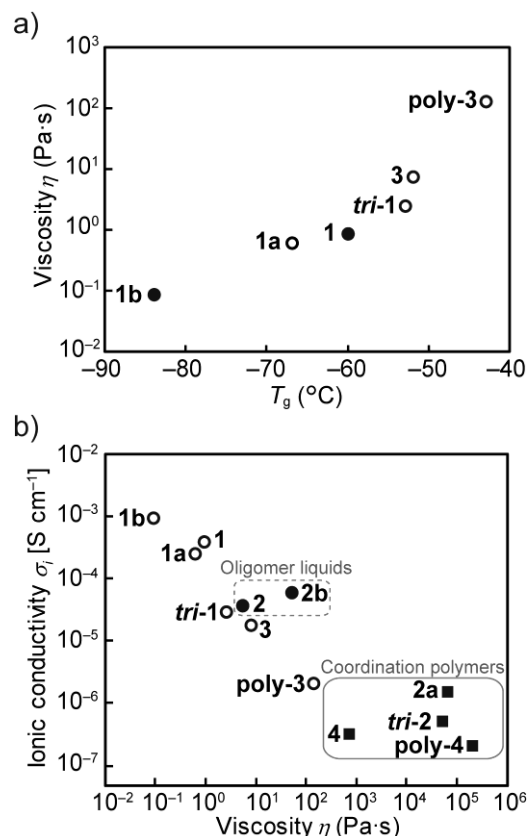 a)
Viscosity η (Pa·s)
10³
10²
10¹
10⁰
10⁻¹
10⁻²
poly-3
3
tri-1
1a
1
1b
–90 –80 –70 –60 –50 –40
Tg (°C)
b)
Ionic conductivity σi [S cm⁻¹]
10⁻²
10⁻³
10⁻⁴
10⁻⁵
10⁻⁶
10⁻⁷
1b
1
1a
Oligomer liquids
2b
tri-1
2
3
Coordination polymers
poly-3
2a
tri-2
4
poly-4
10⁻² 10⁻¹ 10⁰ 10¹ 10² 10³ 10⁴ 10⁵ 10⁶
Viscosity η (Pa·s)